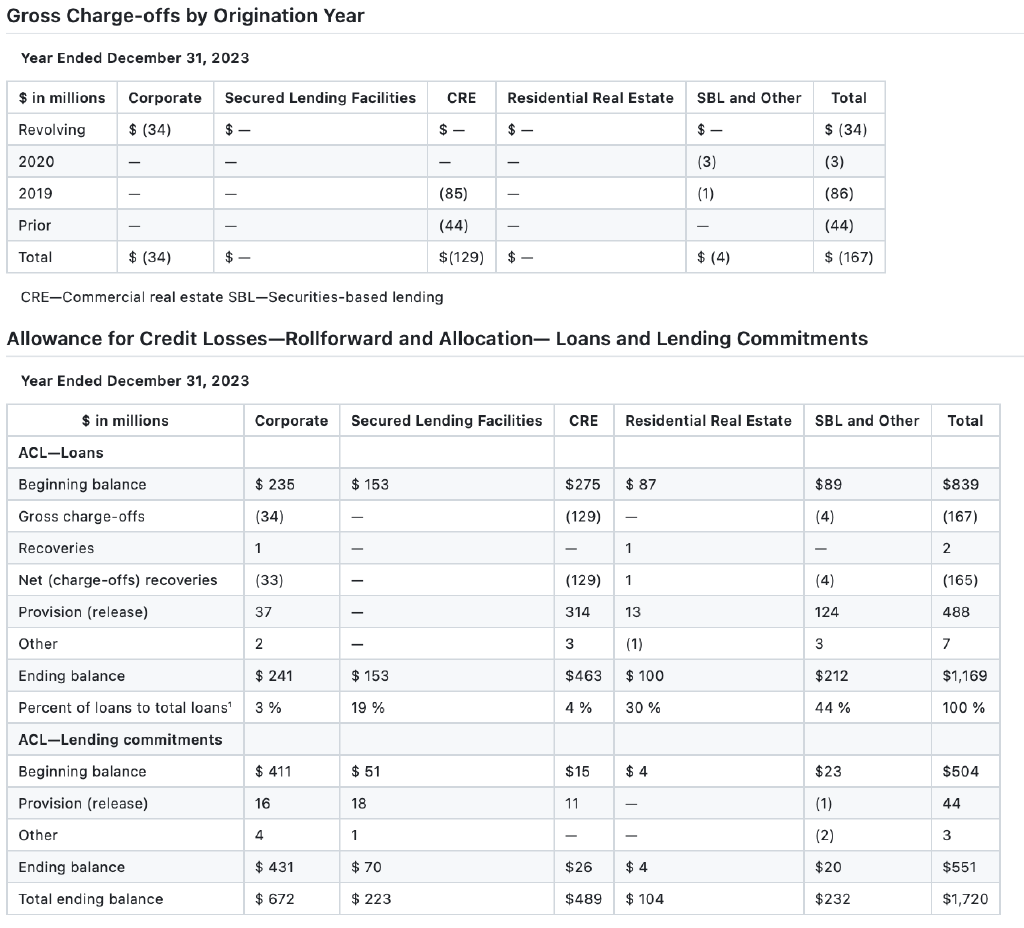 Gross Charge-offs by Origination Year
Year Ended December 31, 2023
$ in millions Corporate Secured Lending Facilities CRE Residential Real Estate SBL and Other Total
Revolving $ (34) $ — $ — $ — $ — $ (34)
2020 — — — — (3) (3)
2019 — — (85) — (1) (86)
Prior — — (44) — — (44)
Total $ (34) $ — $(129) $ — $ (4) $ (167)
CRE—Commercial real estate SBL—Securities-based lending
Allowance for Credit Losses—Rollforward and Allocation— Loans and Lending Commitments
Year Ended December 31, 2023
$ in millions Corporate Secured Lending Facilities CRE Residential Real Estate SBL and Other Total
ACL—Loans
Beginning balance $ 235 $ 153 $275 $ 87 $89 $839
Gross charge-offs (34) — (129) — (4) (167)
Recoveries 1 — — 1 — 2
Net (charge-offs) recoveries (33) — (129) 1 (4) (165)
Provision (release) 37 — 314 13 124 488
Other 2 — 3 (1) 3 7
Ending balance $ 241 $ 153 $463 $ 100 $212 $1,169
Percent of loans to total loans¹ 3 % 19 % 4 % 30 % 44 % 100 %
ACL—Lending commitments
Beginning balance $ 411 $ 51 $15 $ 4 $23 $504
Provision (release) 16 18 11 — (1) 44
Other 4 1 — — (2) 3
Ending balance $ 431 $ 70 $26 $ 4 $20 $551
Total ending balance $ 672 $ 223 $489 $ 104 $232 $1,720